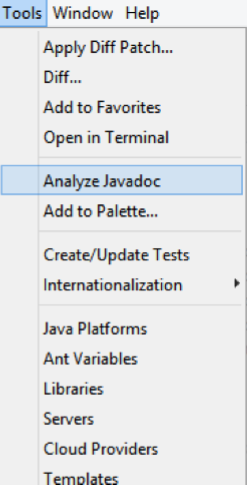 Tools Window Help
Apply Diff Patch...
Diff...
Add to Favorites
Open in Terminal
Analyze Javadoc
Add to Palette...
Create/Update Tests
Internationalization
Java Platforms
Ant Variables
Libraries
Servers
Cloud Providers
Templates